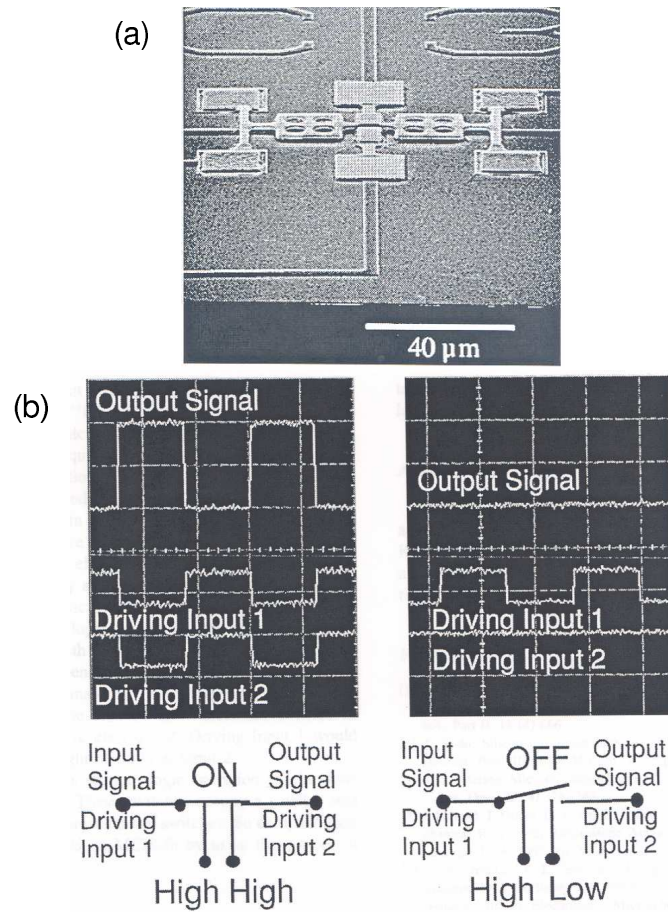 (a)
40 µm
(b)
Output Signal
Driving Input 1
Driving Input 2
Output Signal
Driving Input 1
Driving Input 2
Input
Signal
ON
Output
Signal
Driving
Input 1
Driving
Input 2
High High
Input
Signal
OFF
Output
Signal
Driving
Input 1
Driving
Input 2
High Low